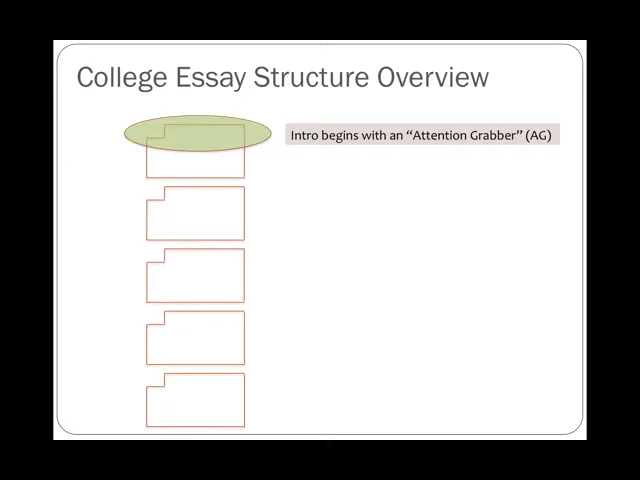 College Essay Structure Overview
Intro begins with an “Attention Grabber” (AG)